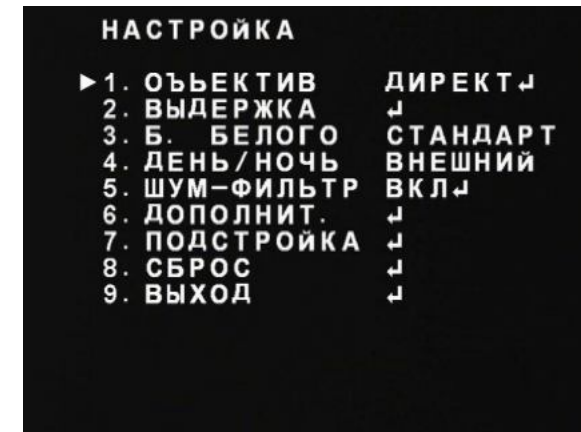 НАСТРОЙКА
►1. ОЪЬЕКТИВ ДИРЕКТ↲
2. ВЫДЕРЖКА ↲
3. Б. БЕЛОГО СТАНДАРТ
4. ДЕНЬ/НОЧЬ ВНЕШНИЙ
5. ШУМ-ФИЛЬТР ВКЛ↲
6. ДОПОЛНИТ. ↲
7. ПОДСТРОЙКА ↲
8. СБРОС ↲
9. ВЫХОД ↲